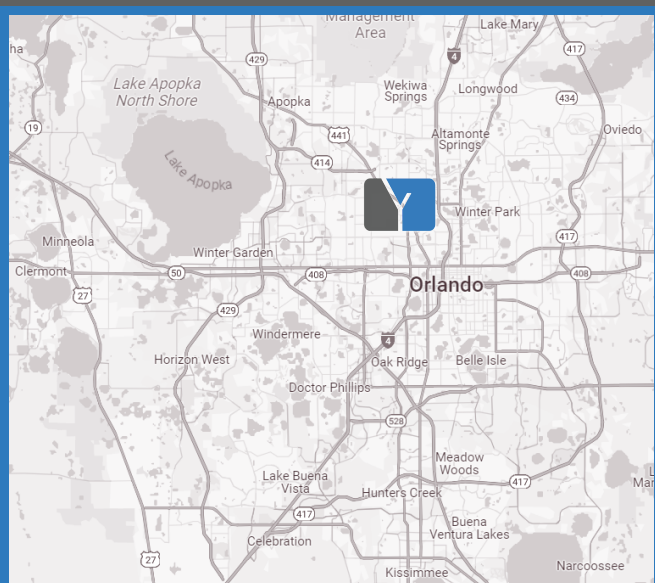 Management
Area
Lake Mary
ha
4
417
429
Lake Apopka
North Shore
Wekiwa
Springs
Longwood
434
Apopka
19
441
Altamonte
Springs
Oviedo
414
Lake Apopka
Y
Winter Park
417
Minneola
Winter Garden
Clermont
50
408
408
Orlando
27
429
Windermere
4
Horizon West
Oak Ridge
Belle Isle
Doctor Phillips
528
Meadow
Woods
Lake Buena
Vista
417
Hunters Creek
L
Mar
417
Buena
Ventura Lakes
Celebration
27
Kissimmee
Narcoossee